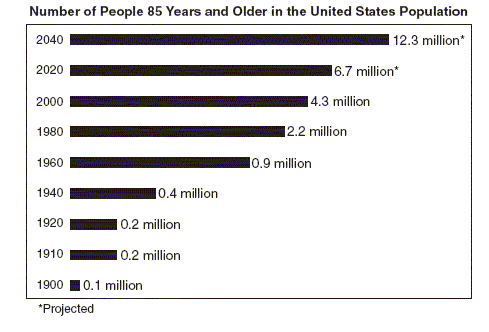 Number of People 85 Years and Older in the United States Population
2040 12.3 million*
2020 6.7 million*
2000 4.3 million
1980 2.2 million
1960 0.9 million
1940 0.4 million
1920 0.2 million
1910 0.2 million
1900 0.1 million
*Projected